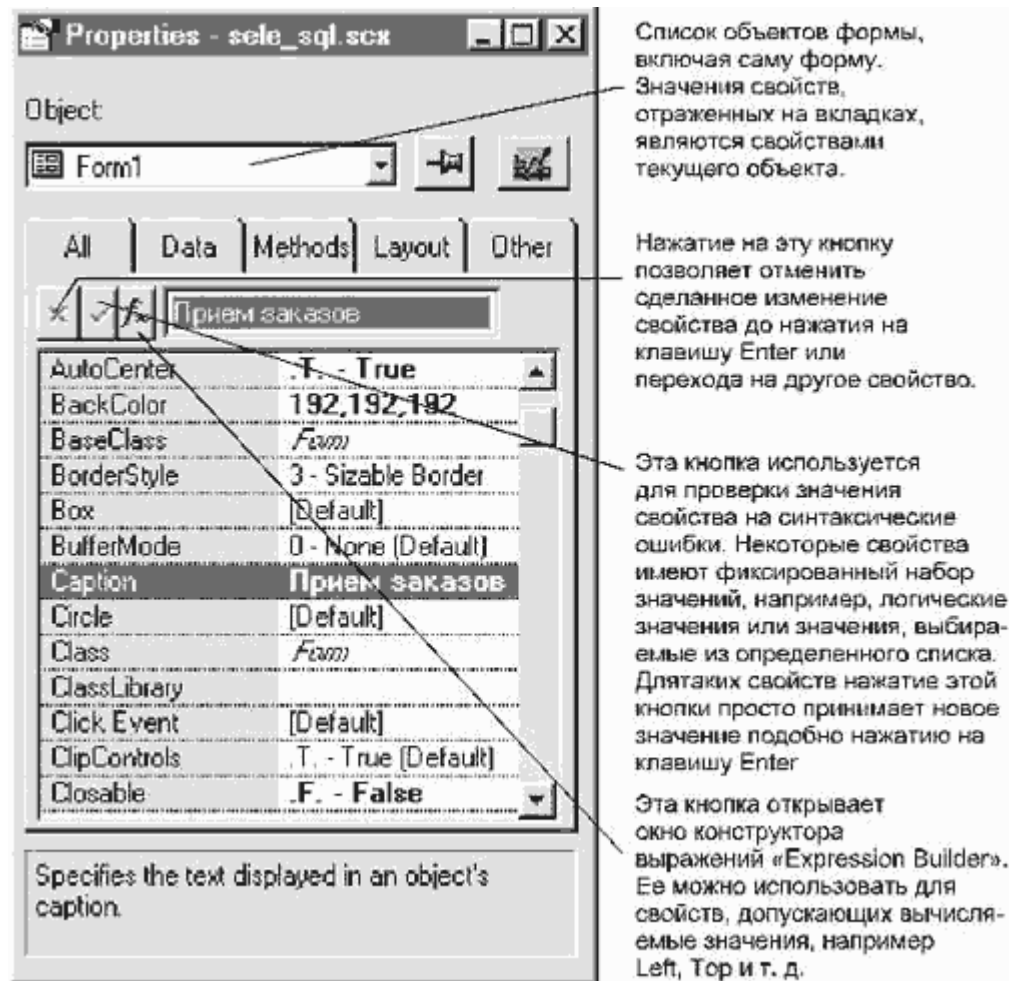 Properties - sele_sql.scx
Object:
Form1
All
Data
Methods
Layout
Other
Прием заказов
AutoCenter .T. - True
BackColor 192,192,192
BaseClass Form
BorderStyle 3 - Sizable Border
Box [Default]
BufferMode 0 - None (Default)
Caption Прием заказов
Circle [Default]
Class Form
ClassLibrary
Click Event [Default]
ClipControls .T. - True (Default)
Closable .F. - False
Specifies the text displayed in an object's
caption.
Список объектов формы,
включая саму форму.
Значения свойств,
отраженных на вкладках,
являются свойствами
текущего объекта.
Нажатие на эту кнопку
позволяет отменить
сделанное изменение
свойства до нажатия на
клавишу Enter или
перехода на другое свойство.
Эта кнопка используется
для проверки значения
свойства на синтаксические
ошибки. Некоторые свойства
имеют фиксированный набор
значений, например, логические
значения или значения, выбира-
емые из определенного списка.
Длятаких свойств нажатие этой
кнопки просто принимает новое
значение подобно нажатию на
клавишу Enter
Эта кнопка открывает
окно конструктора
выражений «Expression Builder».
Ее можно использовать для
свойств, допускающих вычисля-
емые значения, например
Left, Top и т. д.